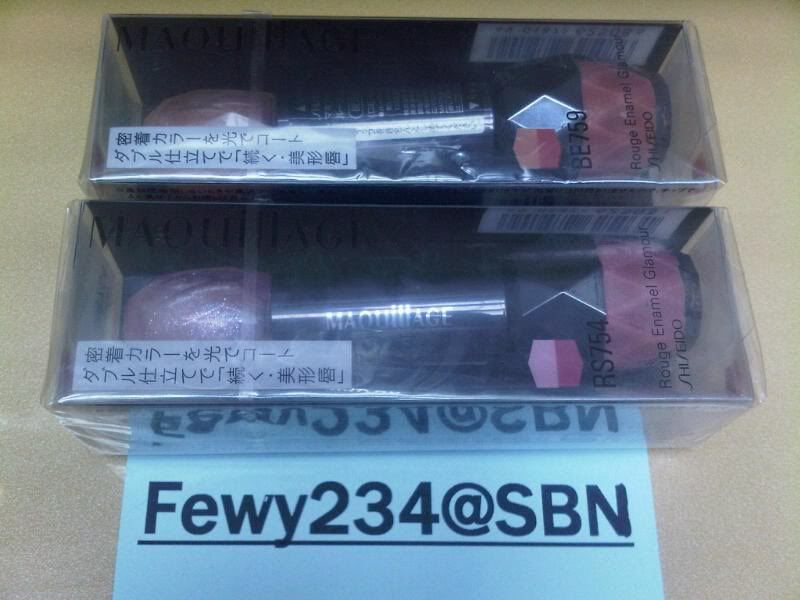 MAQUillAGE
密着カラーを光でコート
ダブル仕立てで「続く・美形唇」
BE759
Rouge Enamel Glamour
SHISEIDO
MAQUillAGE
MAQUillAGE
密着カラーを光でコート
ダブル仕立てで「続く・美形唇」
RS754
Rouge Enamel Glamour
SHISEIDO
Fewy234@SBN